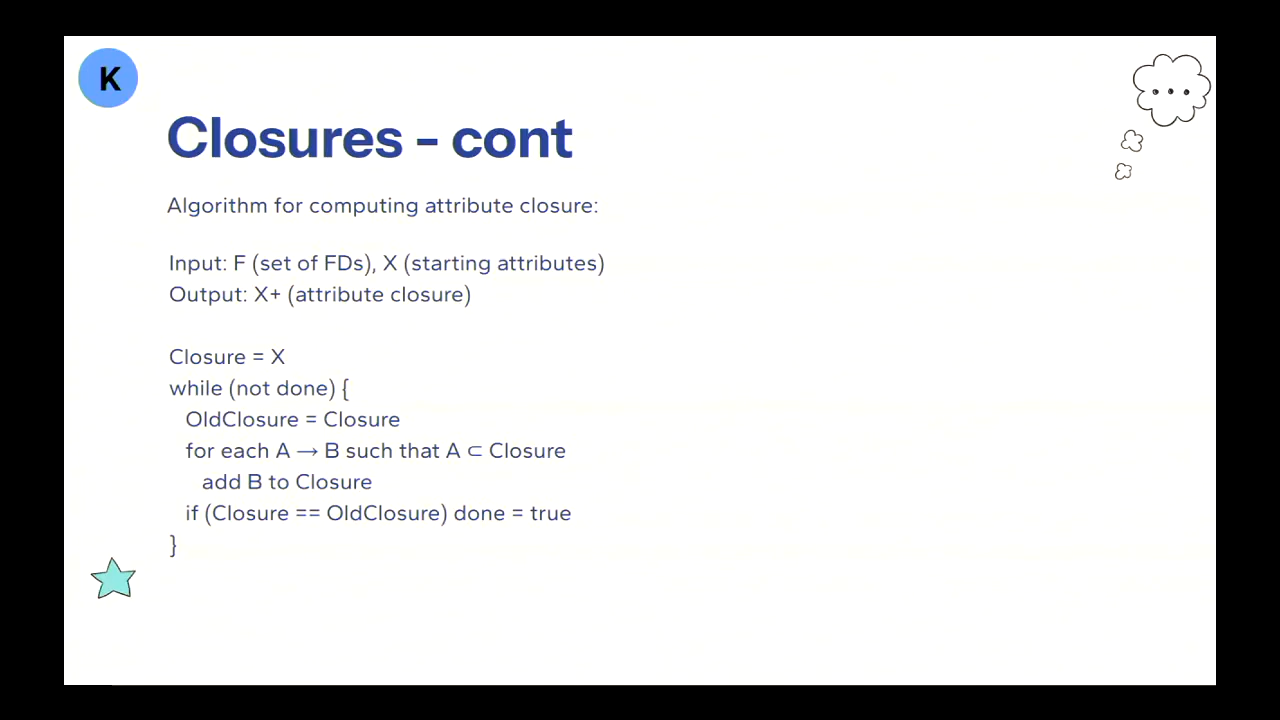 K
Closures - cont
Algorithm for computing attribute closure:
Input: F (set of FDs), X (starting attributes)
Output: X+ (attribute closure)
Closure = X
while (not done) {
OldClosure = Closure
for each A → B such that A ⊂ Closure
add B to Closure
if (Closure == OldClosure) done = true
}